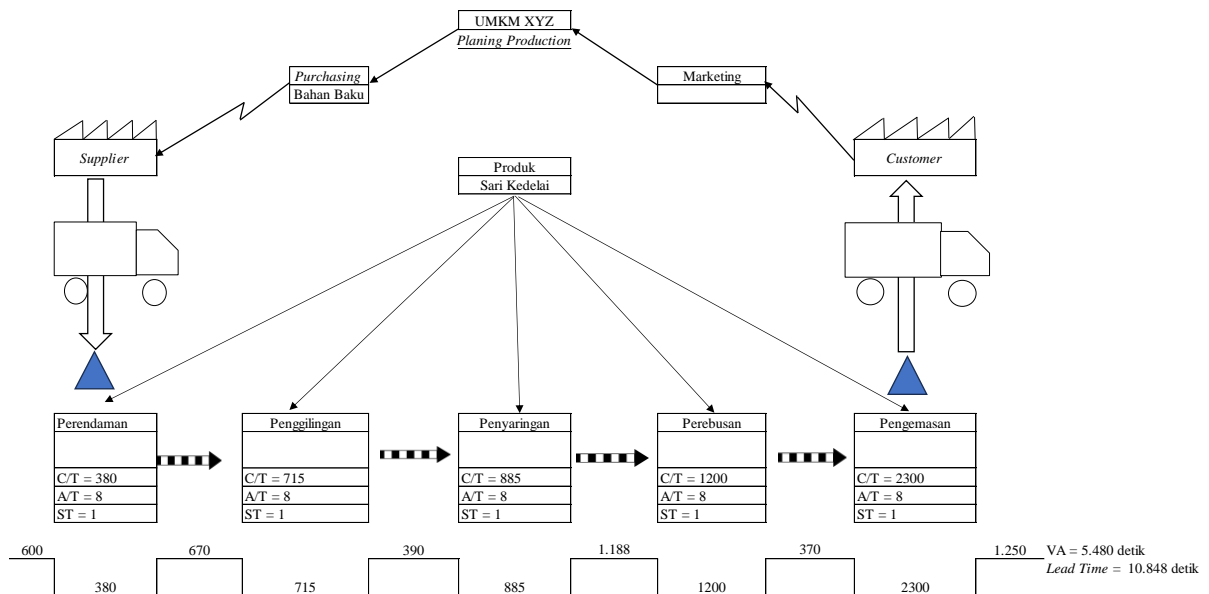 UMKM XYZ
Planing Production
Purchasing
Bahan Baku
Marketing
Supplier
Customer
Produk
Sari Kedelai
Perendaman
C/T = 380
A/T = 8
ST = 1
Penggilingan
C/T = 715
A/T = 8
ST = 1
Penyaringan
C/T = 885
A/T = 8
ST = 1
Perebusan
C/T = 1200
A/T = 8
ST = 1
Pengemasan
C/T = 2300
A/T = 8
ST = 1
600
670
390
1.188
370
1.250
VA = 5.480 detik
Lead Time = 10.848 detik
380
715
885
1200
2300